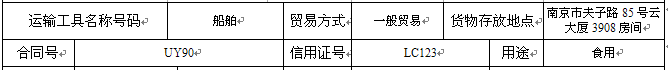 运输工具名称号码 船舶 贸易方式 一般贸易 货物存放地点 南京市夫子路 85 号云
大厦 3908 房间
合同号 UY90 信用证号 LC123 用途 食用